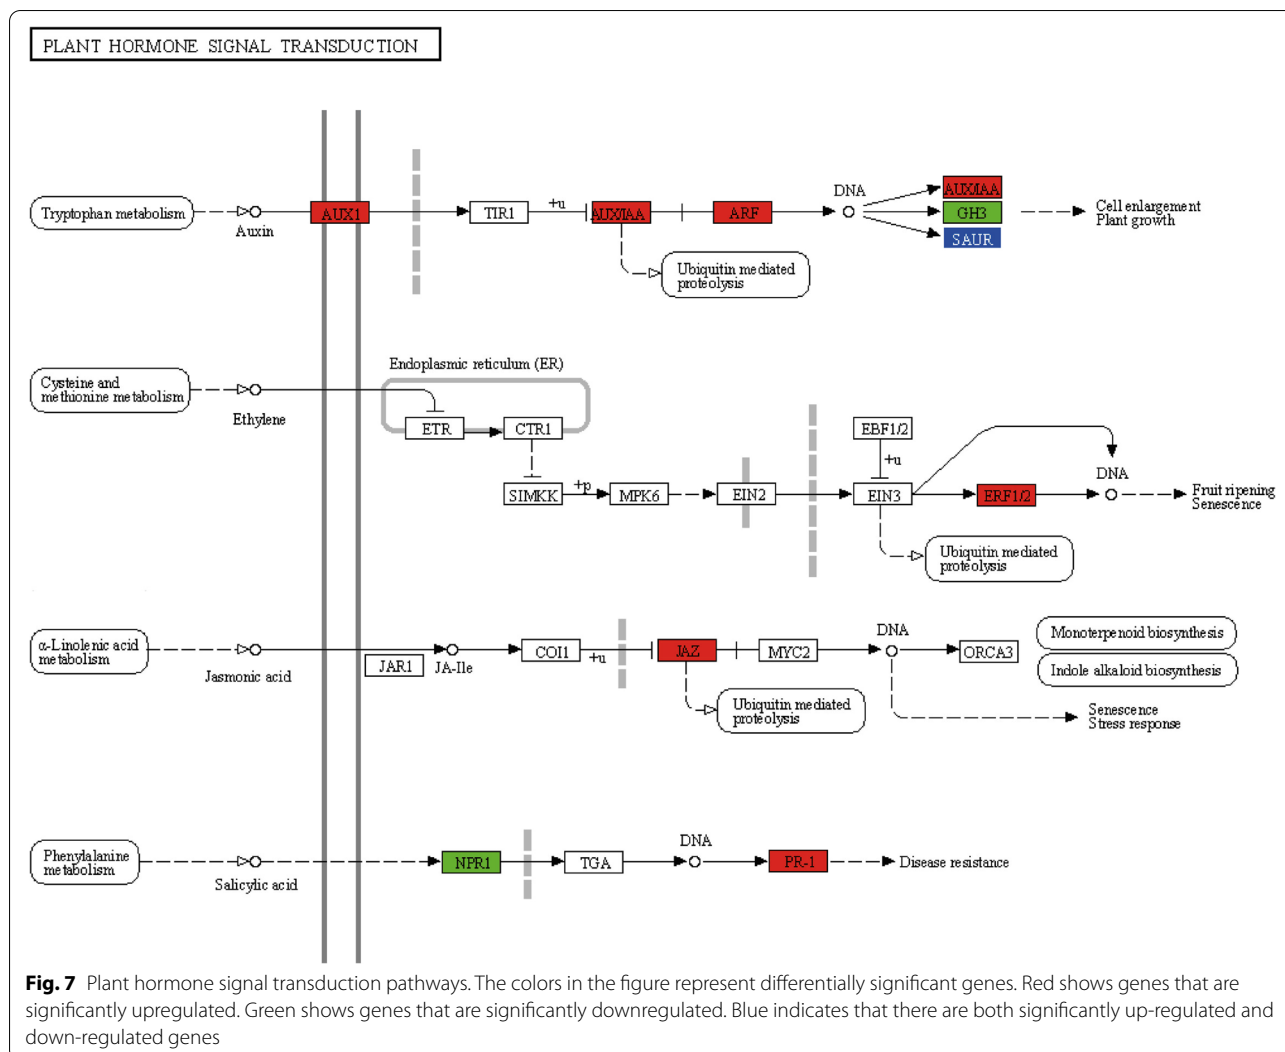 PLANT HORMONE SIGNAL TRANSDUCTION
Tryptophan metabolism
Auxin
AUX1
TIR1
+u
AUX/IAA
ARF
DNA
AUX/IAA
GH3
SAUR
Cell enlargement
Plant growth
Ubiquitin mediated
proteolysis
Cysteine and
methionine metabolism
Ethylene
Endoplasmic reticulum (ER)
ETR
CTR1
SIMKK
+p
MPK6
EIN2
EBF1/2
+u
EIN3
ERF1/2
DNA
Fruit ripening
Senescence
Ubiquitin mediated
proteolysis
α-Linolenic acid
metabolism
Jasmonic acid
JAR1
JA-Ile
COI1
+u
JAZ
MYC2
DNA
ORCA3
Monoterpenoid biosynthesis
Indole alkaloid biosynthesis
Ubiquitin mediated
proteolysis
Senescence
Stress response
Phenylalanine
metabolism
Salicylic acid
NPR1
TGA
DNA
PR-1
Disease resistance
Fig. 7 Plant hormone signal transduction pathways. The colors in the figure represent differentially significant genes. Red shows genes that are
significantly upregulated. Green shows genes that are significantly downregulated. Blue indicates that there are both significantly up-regulated and
down-regulated genes